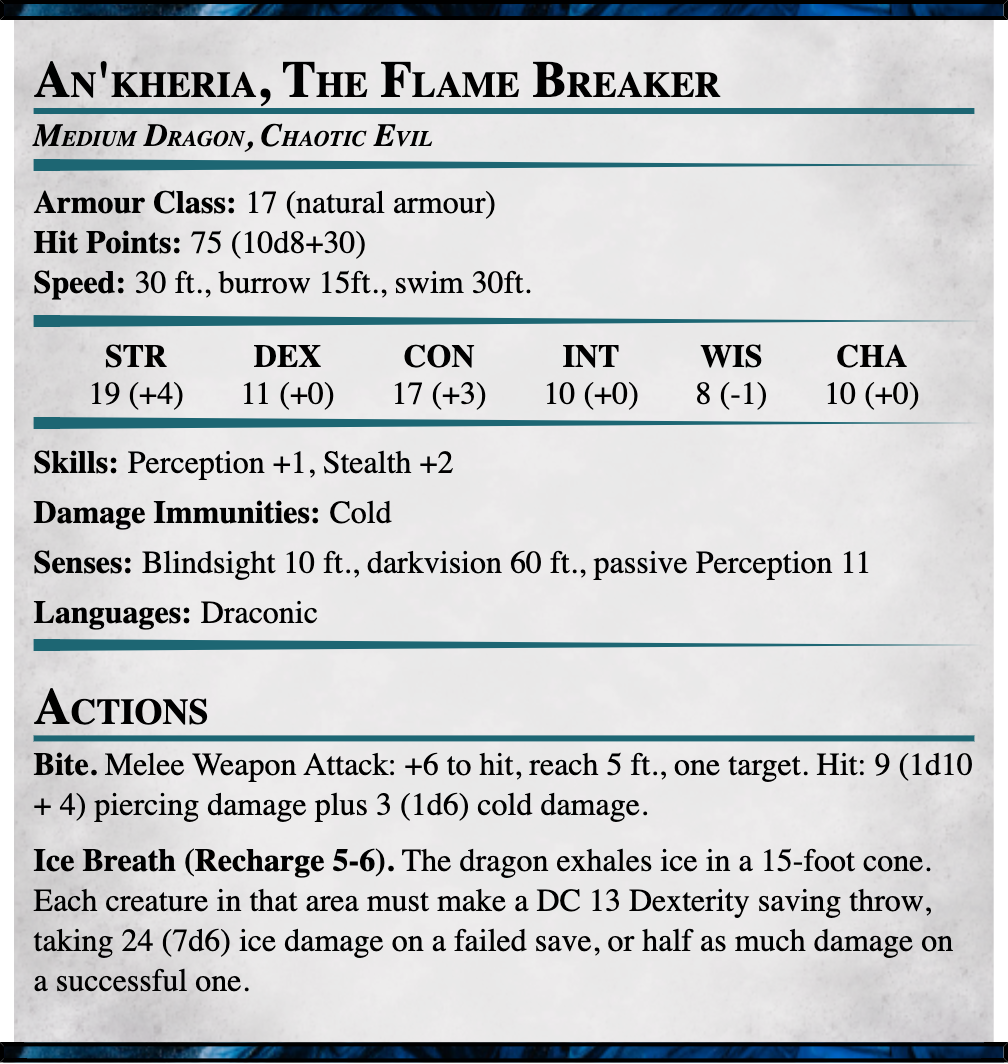 An'kheria, The Flame Breaker
Medium Dragon, Chaotic Evil
Armour Class: 17 (natural armour)
Hit Points: 75 (10d8+30)
Speed: 30 ft., burrow 15ft., swim 30ft.
STR DEX CON INT WIS CHA
19 (+4) 11 (+0) 17 (+3) 10 (+0) 8 (-1) 10 (+0)
Skills: Perception +1, Stealth +2
Damage Immunities: Cold
Senses: Blindsight 10 ft., darkvision 60 ft., passive Perception 11
Languages: Draconic
Actions
Bite. Melee Weapon Attack: +6 to hit, reach 5 ft., one target. Hit: 9 (1d10
+ 4) piercing damage plus 3 (1d6) cold damage.
Ice Breath (Recharge 5-6). The dragon exhales ice in a 15-foot cone.
Each creature in that area must make a DC 13 Dexterity saving throw,
taking 24 (7d6) ice damage on a failed save, or half as much damage on
a successful one.